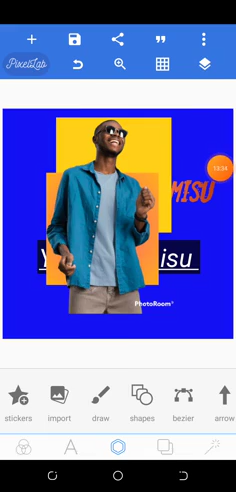 PixelLab
13:34
MISU
Y isu
PhotoRoom
stickers import draw shapes bezier arrow